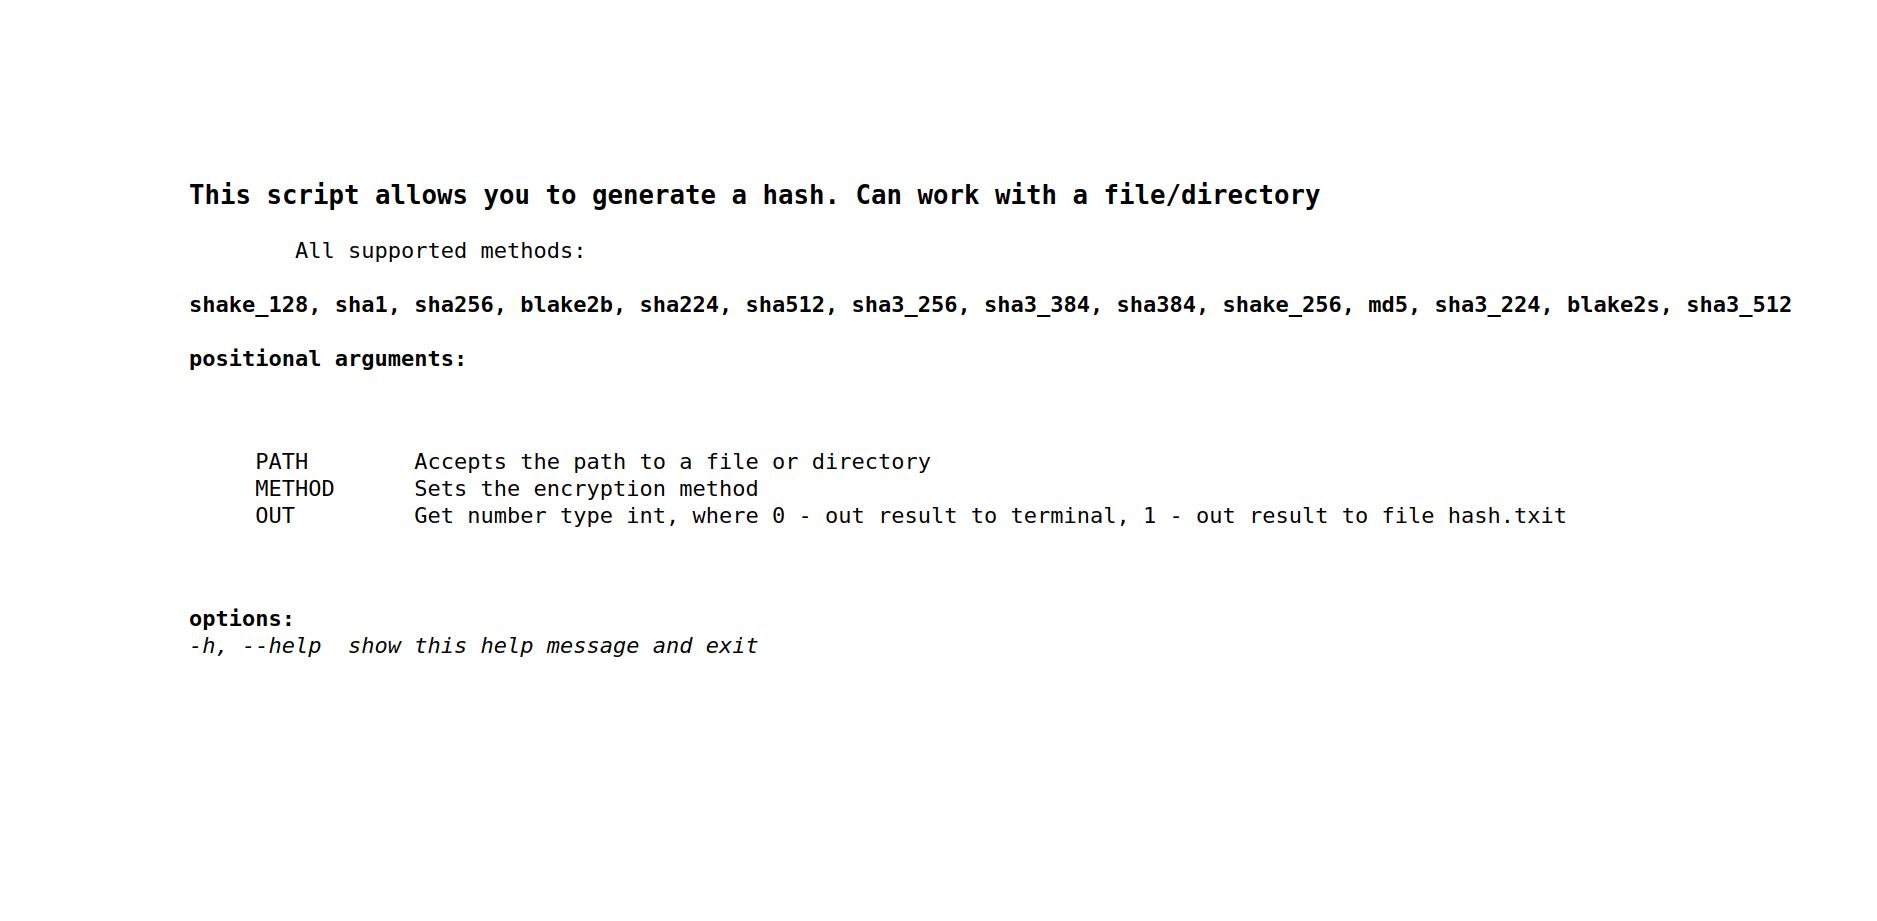 This script allows you to generate a hash. Can work with a file/directory
All supported methods:
shake_128, sha1, sha256, blake2b, sha224, sha512, sha3_256, sha3_384, sha384, shake_256, md5, sha3_224, blake2s, sha3_512
positional arguments:
PATH        Accepts the path to a file or directory
METHOD      Sets the encryption method
OUT         Get number type int, where 0 - out result to terminal, 1 - out result to file hash.txit
options:
-h, --help  show this help message and exit